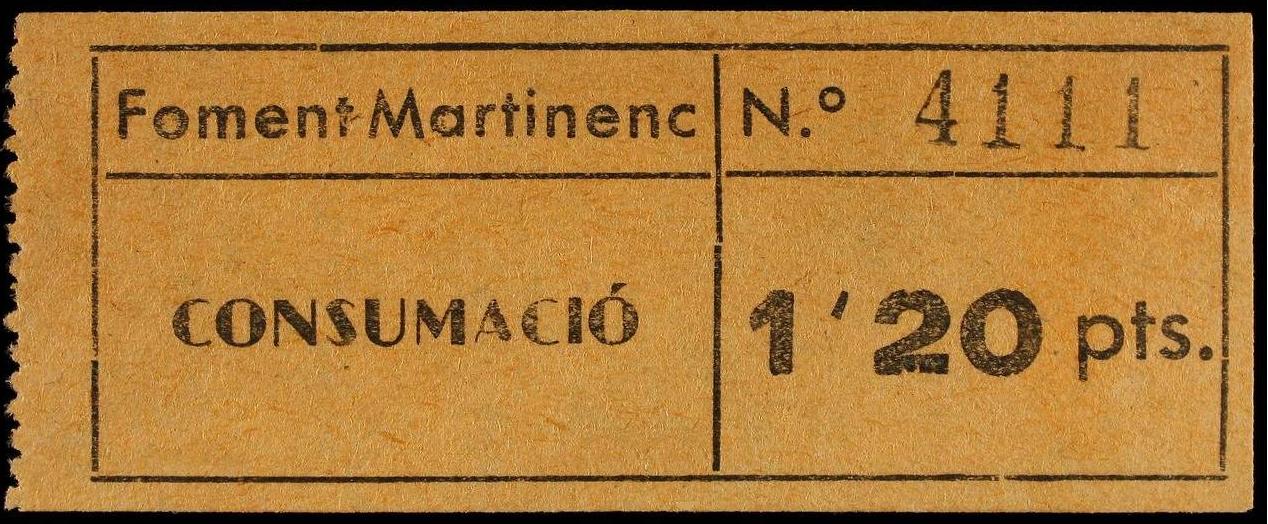 Foment Martinenc
N.º 4111
CONSUMACIÓ
1'20 pts.